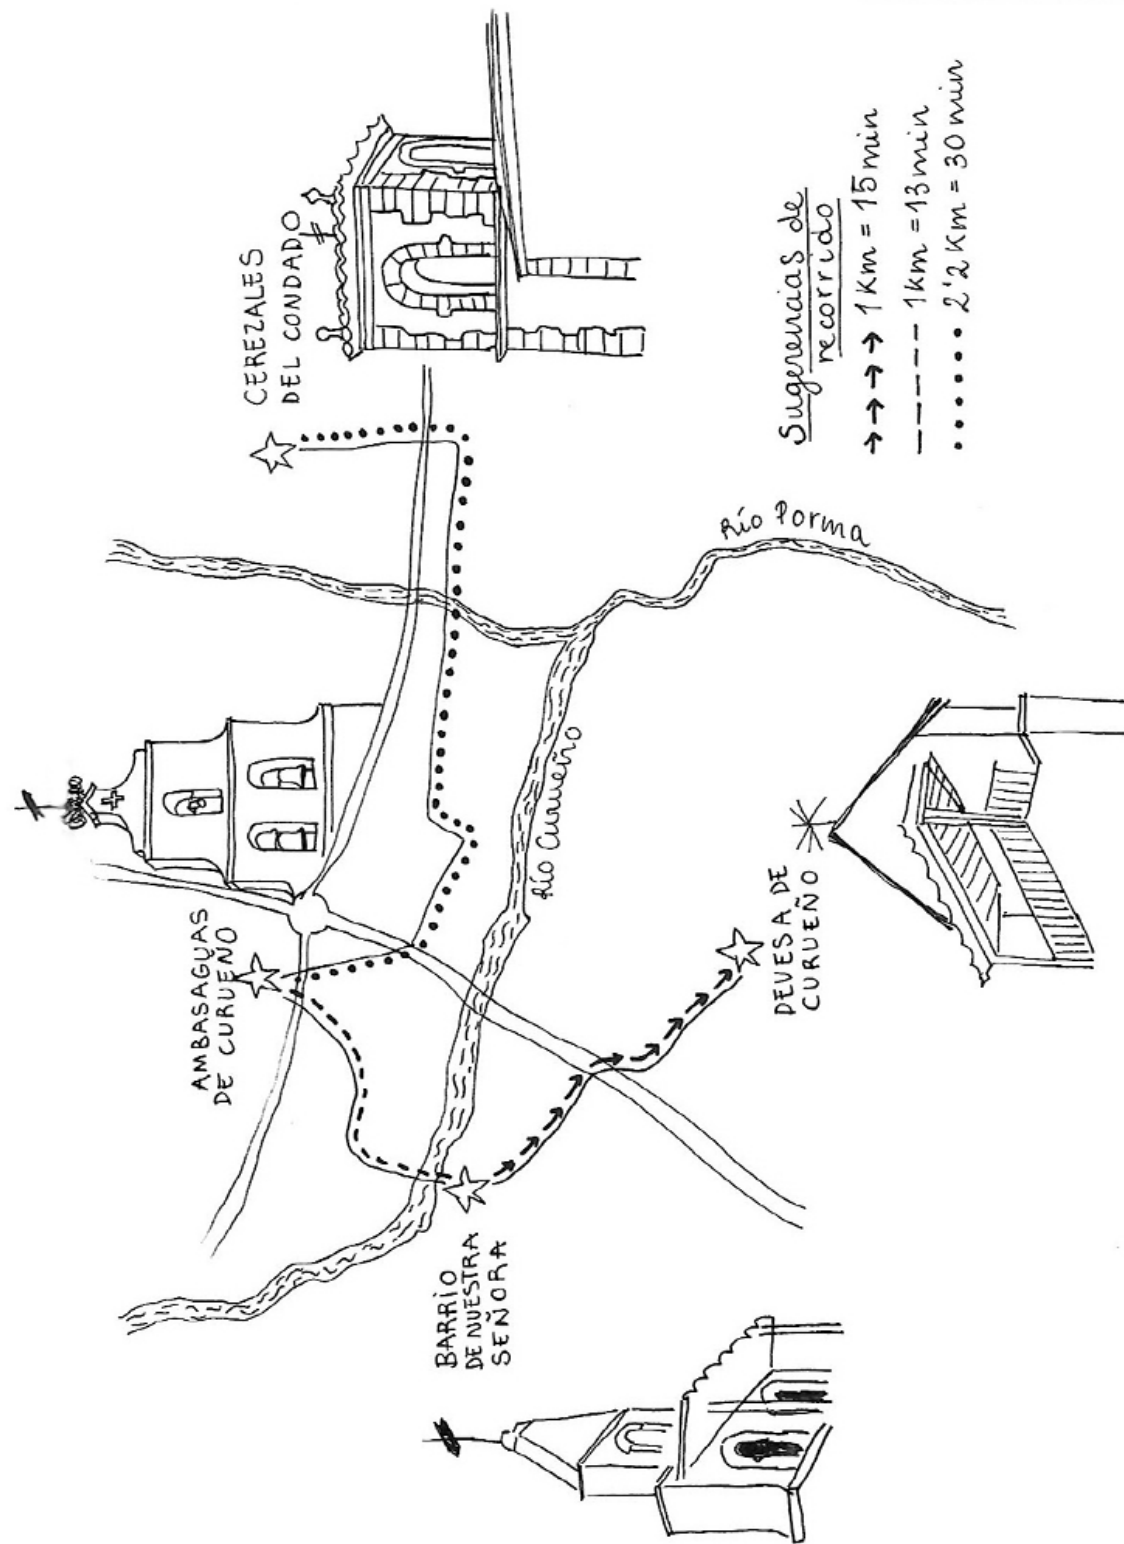 BARRIO
DE NUESTRA
SEÑORA
AMBASAGUAS
DE CURUEÑO
CEREZALES
DEL CONDADO
Río Curueño
Río Porma
DEVESA DE
CURUEÑO
Sugerencias de
recorrido
1 Km = 15 min
1 Km = 13 min
2'2 Km = 30 min